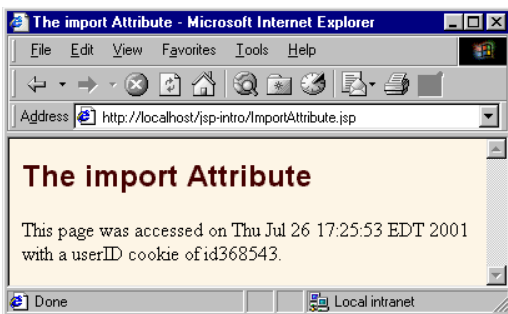 The import Attribute - Microsoft Internet Explorer
File Edit View Favorites Tools Help
Address http://localhost/jsp-intro/ImportAttribute.jsp
The import Attribute
This page was accessed on Thu Jul 26 17:25:53 EDT 2001
with a userID cookie of id368543.
Done Local intranet